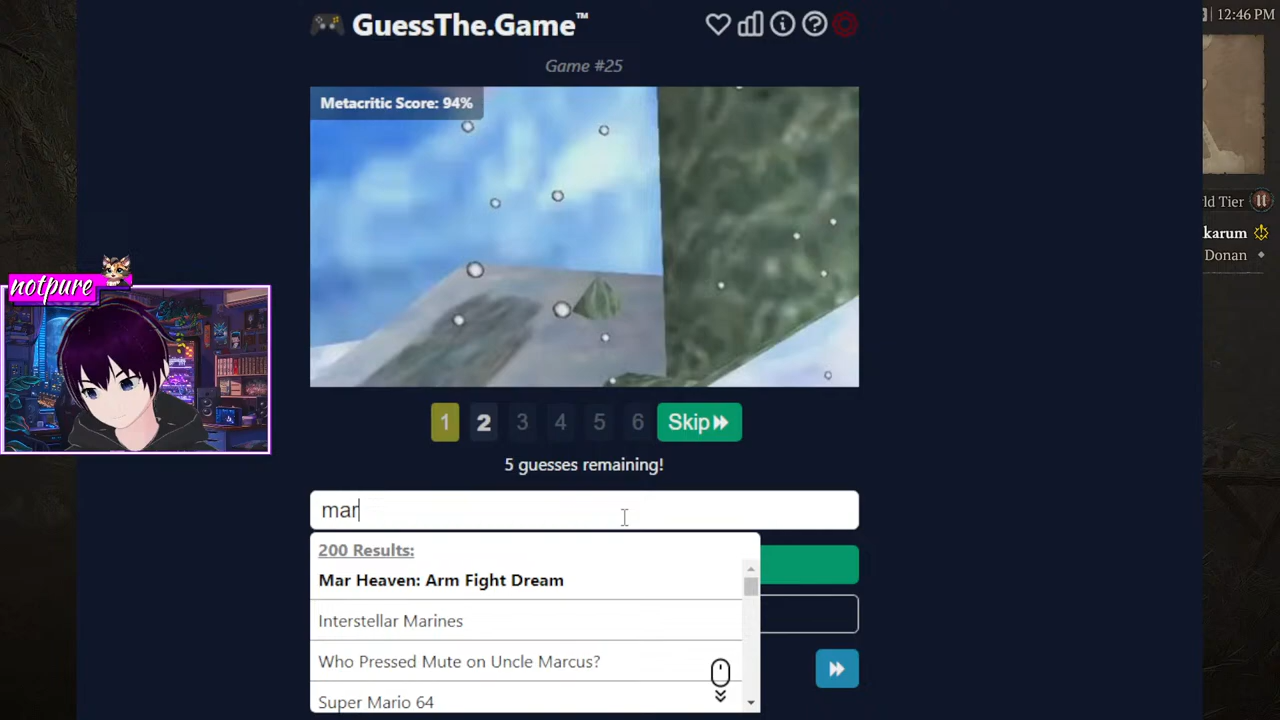 GuessThe.Game™
12:46 PM
Game #25
Metacritic Score: 94%
ld Tier
karum
Donan
notpure
1 2 3 4 5 6 Skip
5 guesses remaining!
mar
200 Results:
Mar Heaven: Arm Fight Dream
Interstellar Marines
Who Pressed Mute on Uncle Marcus?
Super Mario 64